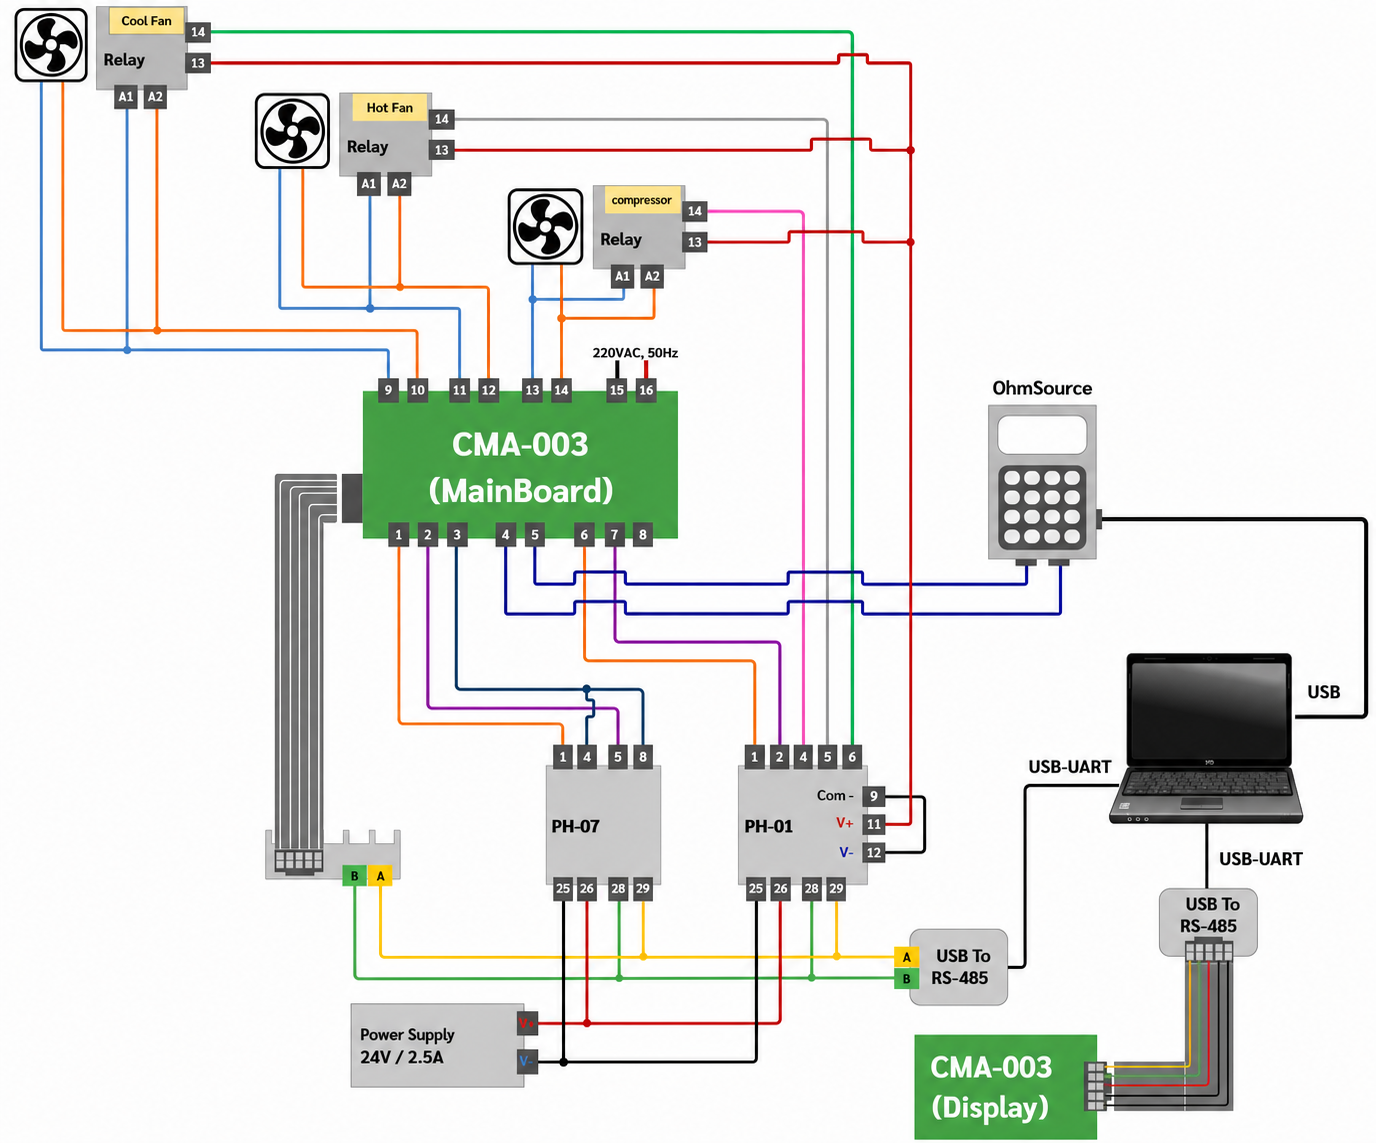 Cool Fan
14
Relay
13
A1
A2
Hot Fan
14
Relay
13
A1
A2
compressor
14
Relay
13
A1
A2
220VAC, 50Hz
9
10
11
12
13
14
15
16
CMA-003
(MainBoard)
1
2
3
4
5
6
7
8
OhmSource
USB
USB-UART
1
4
5
8
PH-07
25
26
28
29
1
2
4
5
6
Com -
9
PH-01
V+
11
V-
12
25
26
28
29
USB-UART
B
A
USB To
RS-485
A
B
USB To
RS-485
Power Supply
24V / 2.5A
V+
V-
CMA-003
(Display)